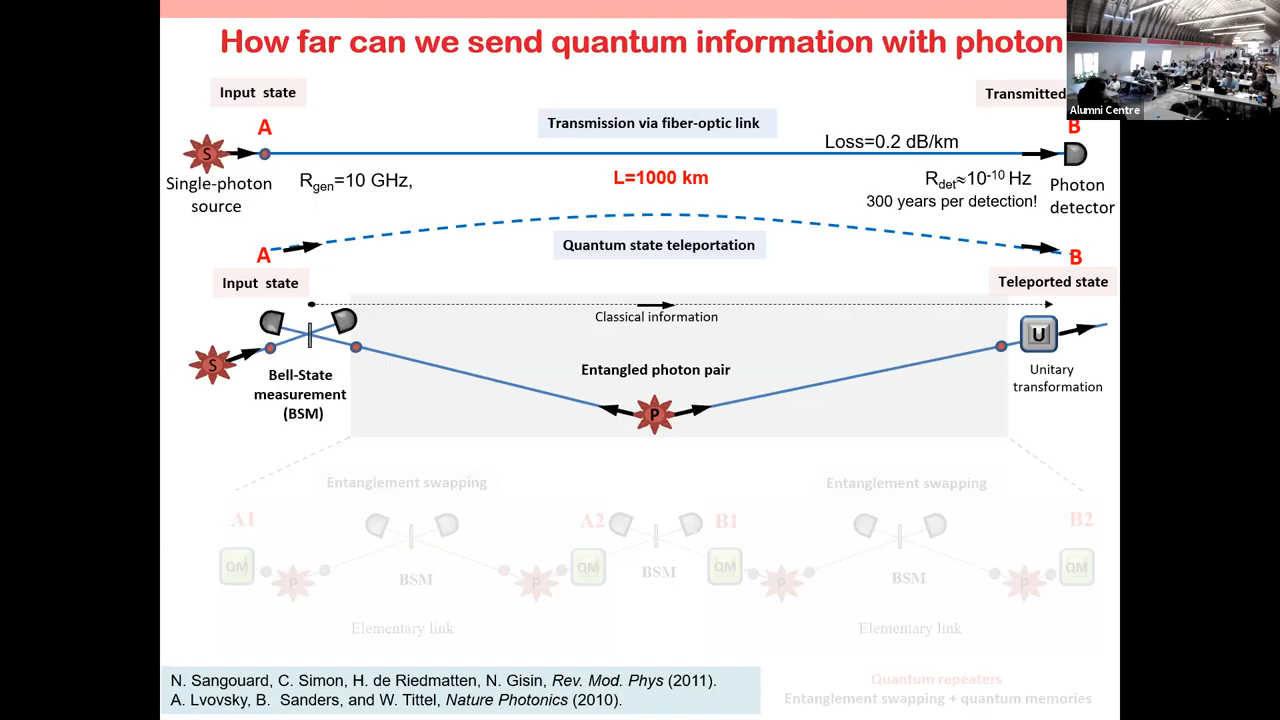 How far can we send quantum information with photon
Alumni Centre
Input state
Transmitted
A
Transmission via fiber-optic link
Loss=0.2 dB/km
B
S
Single-photon
source
Rgen=10 GHz,
L=1000 km
Rdet≈10-10 Hz
300 years per detection!
Photon
detector
A
Quantum state teleportation
B
Input state
Teleported state
Classical information
U
S
Bell-State
measurement
(BSM)
Entangled photon pair
Unitary
transformation
P
Entanglement swapping
Entanglement swapping
A1
A2
B1
B2
QM
P
BSM
P
QM
BSM
QM
P
BSM
P
QM
Elementary link
Elementary link
N. Sangouard, C. Simon, H. de Riedmatten, N. Gisin, Rev. Mod. Phys (2011).
A. Lvovsky, B. Sanders, and W. Tittel, Nature Photonics (2010).
Quantum repeaters
Entanglement swapping + quantum memories